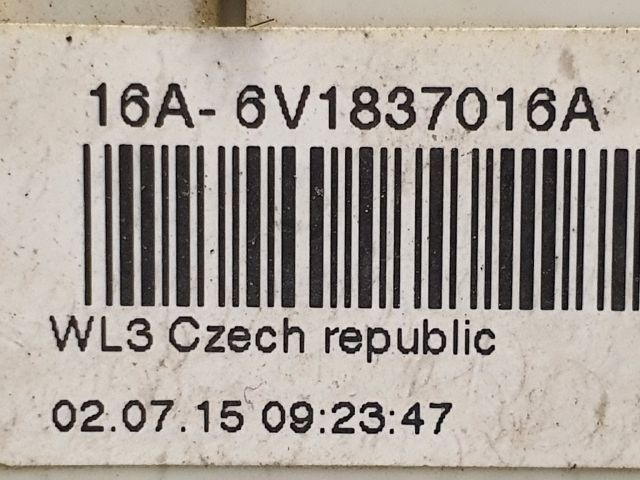 16A- 6V1837016A
WL3 Czech republic
02.07.15 09:23:47